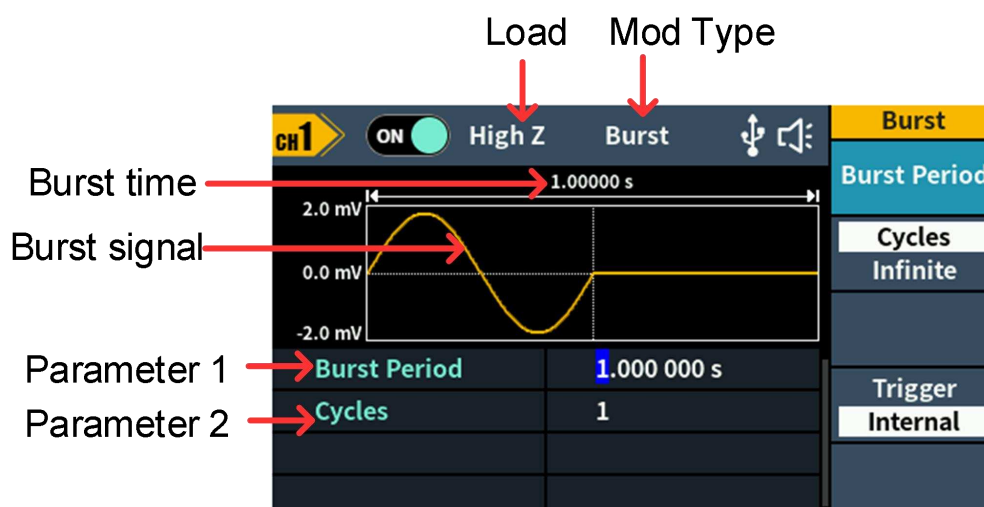 Load Mod Type
CH1 ON High Z Burst Burst
Burst time 1.00000 s Burst Period
2.0 mV
Burst signal Cycles
0.0 mV Infinite
-2.0 mV
Parameter 1 Burst Period 1.000 000 s
Trigger
Parameter 2 Cycles 1 Internal